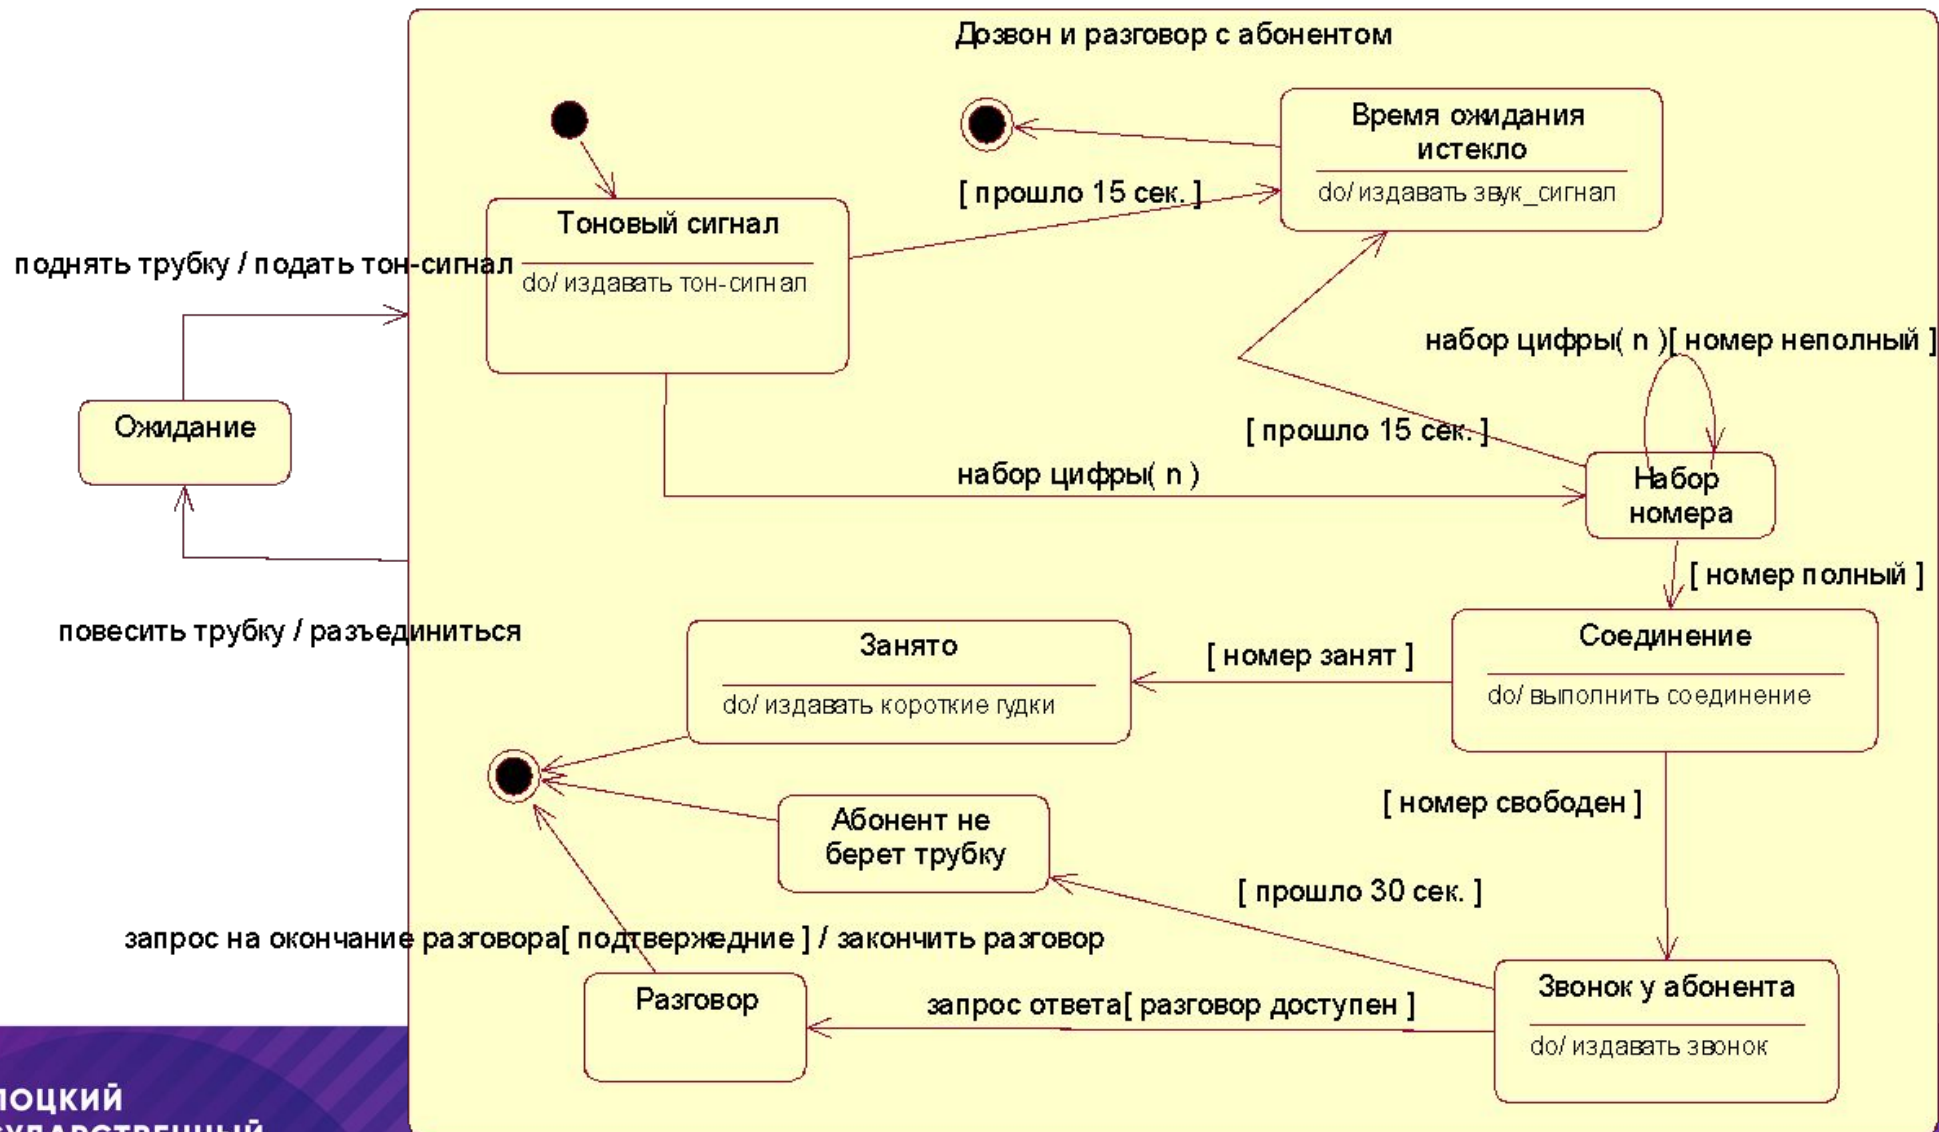 Дозвон и разговор с абонентом
Время ожидания
истекло
do/ издавать звук_сигнал
[ прошло 15 сек. ]
Тоновый сигнал
do/ издавать тон-сигнал
поднять трубку / подать тон-сигнал
набор цифры( n )[ номер неполный ]
Ожидание
[ прошло 15 сек. ]
набор цифры( n )
Набор
номера
[ номер полный ]
повесить трубку / разъединиться
Занято
do/ издавать короткие гудки
[ номер занят ]
Соединение
do/ выполнить соединение
[ номер свободен ]
Абонент не
берет трубку
[ прошло 30 сек. ]
запрос на окончание разговора[ подтвержедние ] / закончить разговор
Разговор
запрос ответа[ разговор доступен ]
Звонок у абонента
do/ издавать звонок